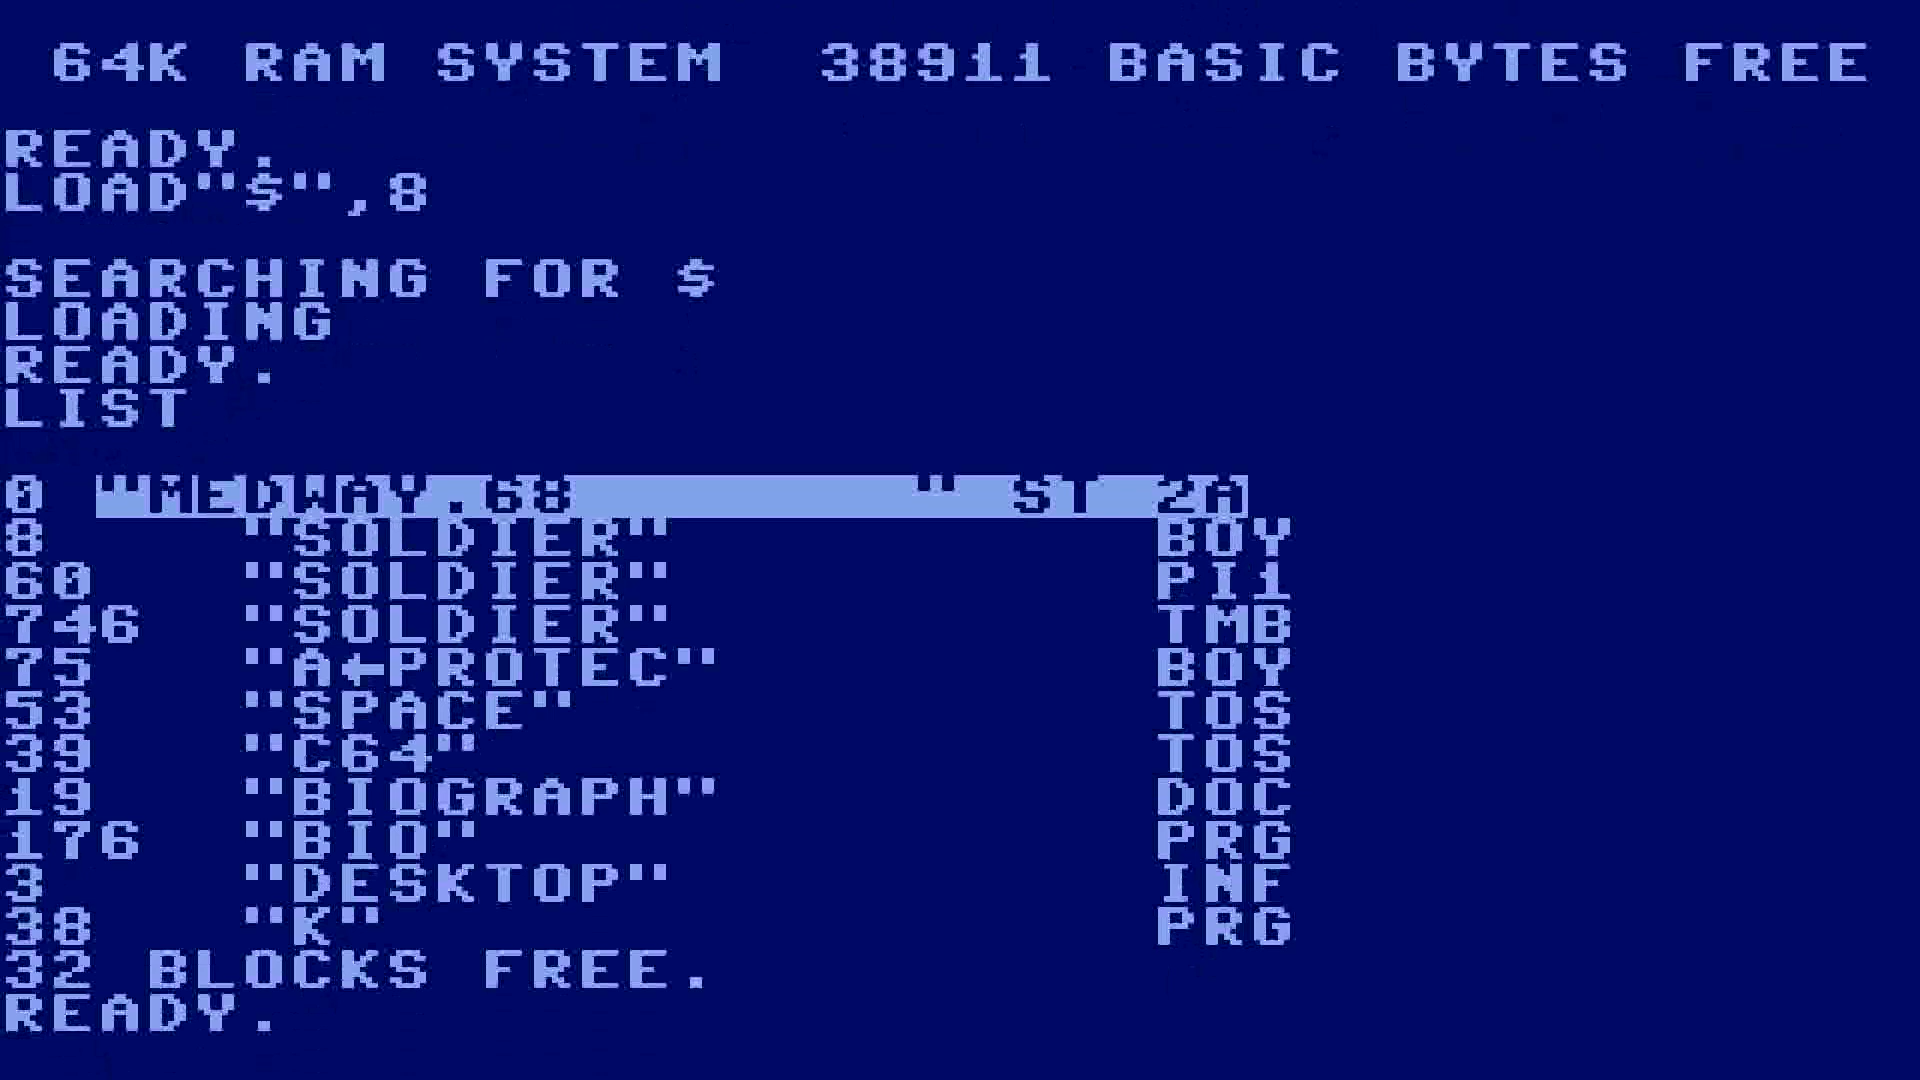 64K RAM SYSTEM  38911 BASIC BYTES FREE
READY.
LOAD"$",8
SEARCHING FOR $
LOADING
READY.
LIST
0 "MEDWAY.68       " ST 2A
8    "SOLDIER"          BOY
60   "SOLDIER"          PI1
746  "SOLDIER"          TMB
75   "A←PROTEC"         BOY
53   "SPACE"            TOS
39   "C64"              TOS
19   "BIOGRAPH"         DOC
176  "BIO"              PRG
3    "DESKTOP"          INF
38   "K"                PRG
32 BLOCKS FREE.
READY.